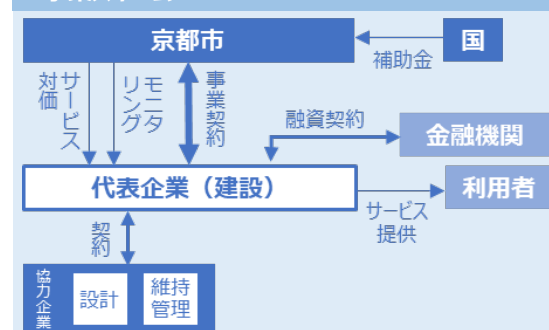 京都市
国
補助金
サービス
対価
モニタ
リング
事業契約
融資契約
金融機関
代表企業（建設）
利用者
サービス
提供
契約
協力企業
設計
維持
管理